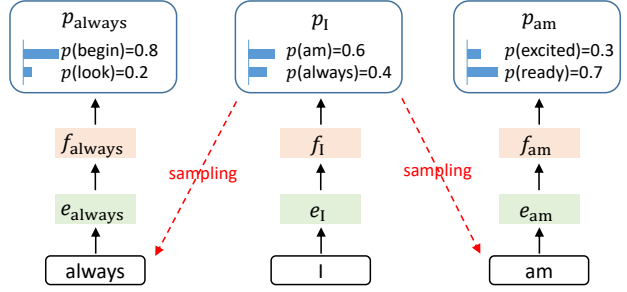 p_always
p(begin)=0.8
p(look)=0.2
f_always
e_always
always
sampling
p_I
p(am)=0.6
p(always)=0.4
f_I
e_I
I
sampling
p_am
p(excited)=0.3
p(ready)=0.7
f_am
e_am
am